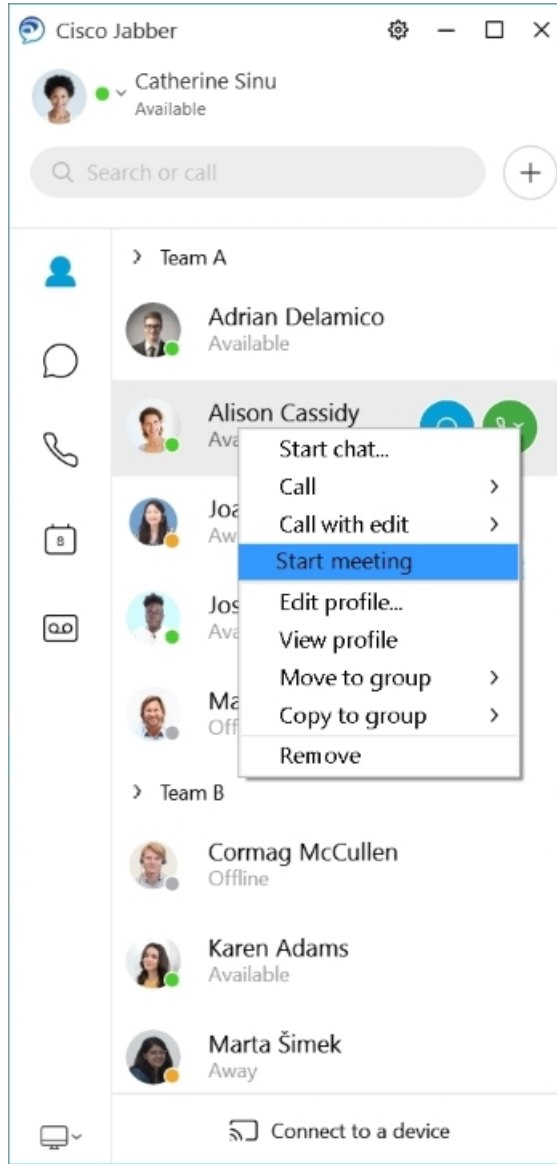 Cisco Jabber
Catherine Sinu
Available
Search or call
Team A
Adrian Delamico
Available
Alison Cassidy
Start chat...
Call
Call with edit
Start meeting
Edit profile...
View profile
Move to group
Copy to group
Remove
Team B
Cormag McCullen
Offline
Karen Adams
Available
Marta Šimek
Away
8
Connect to a device